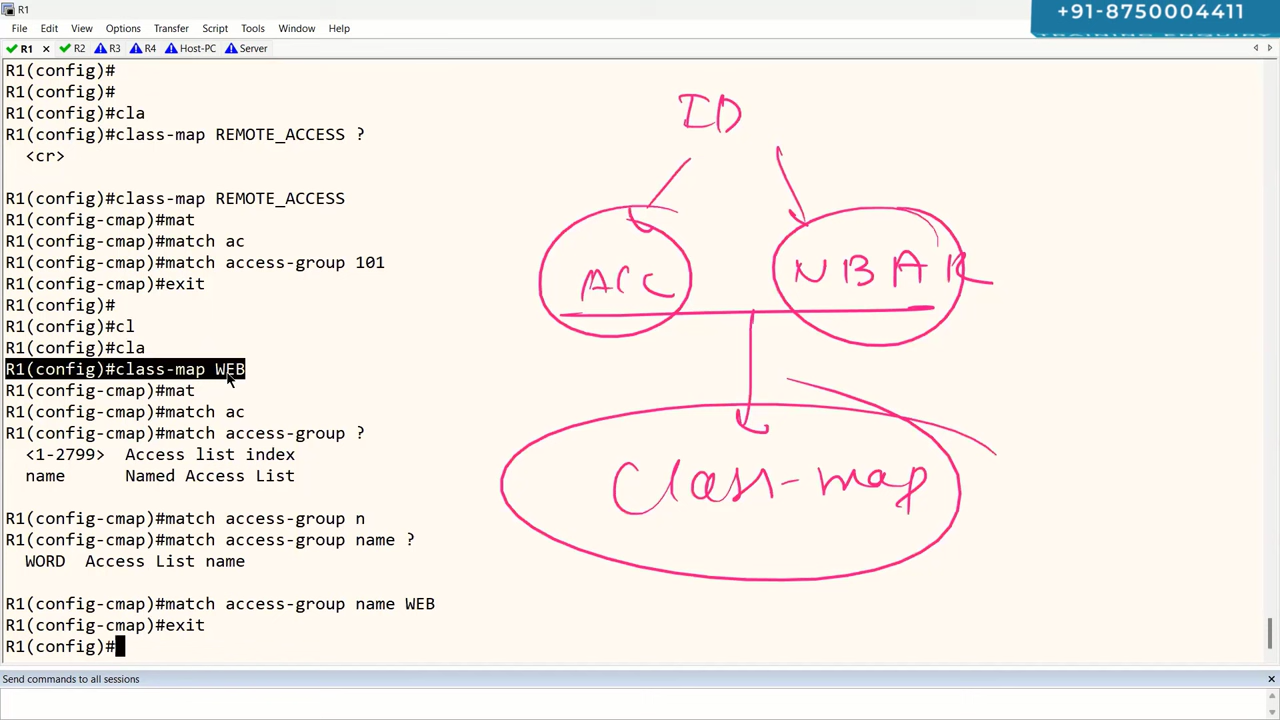 R1
+91-8750004411
File Edit View Options Transfer Script Tools Window Help
R1 × R2 R3 R4 Host-PC Server
R1(config)#
R1(config)#
R1(config)#cla
R1(config)#class-map REMOTE_ACCESS ?
<cr>
R1(config)#class-map REMOTE_ACCESS
R1(config-cmap)#mat
R1(config-cmap)#match ac
R1(config-cmap)#match access-group 101
R1(config-cmap)#exit
R1(config)#
R1(config)#cl
R1(config)#cla
R1(config)#class-map WEB
R1(config-cmap)#mat
R1(config-cmap)#match ac
R1(config-cmap)#match access-group ?
<1-2799> Access list index
name Named Access List
R1(config-cmap)#match access-group n
R1(config-cmap)#match access-group name ?
WORD Access List name
R1(config-cmap)#match access-group name WEB
R1(config-cmap)#exit
R1(config)#
ID
NBAR
Class-map
Send commands to all sessions